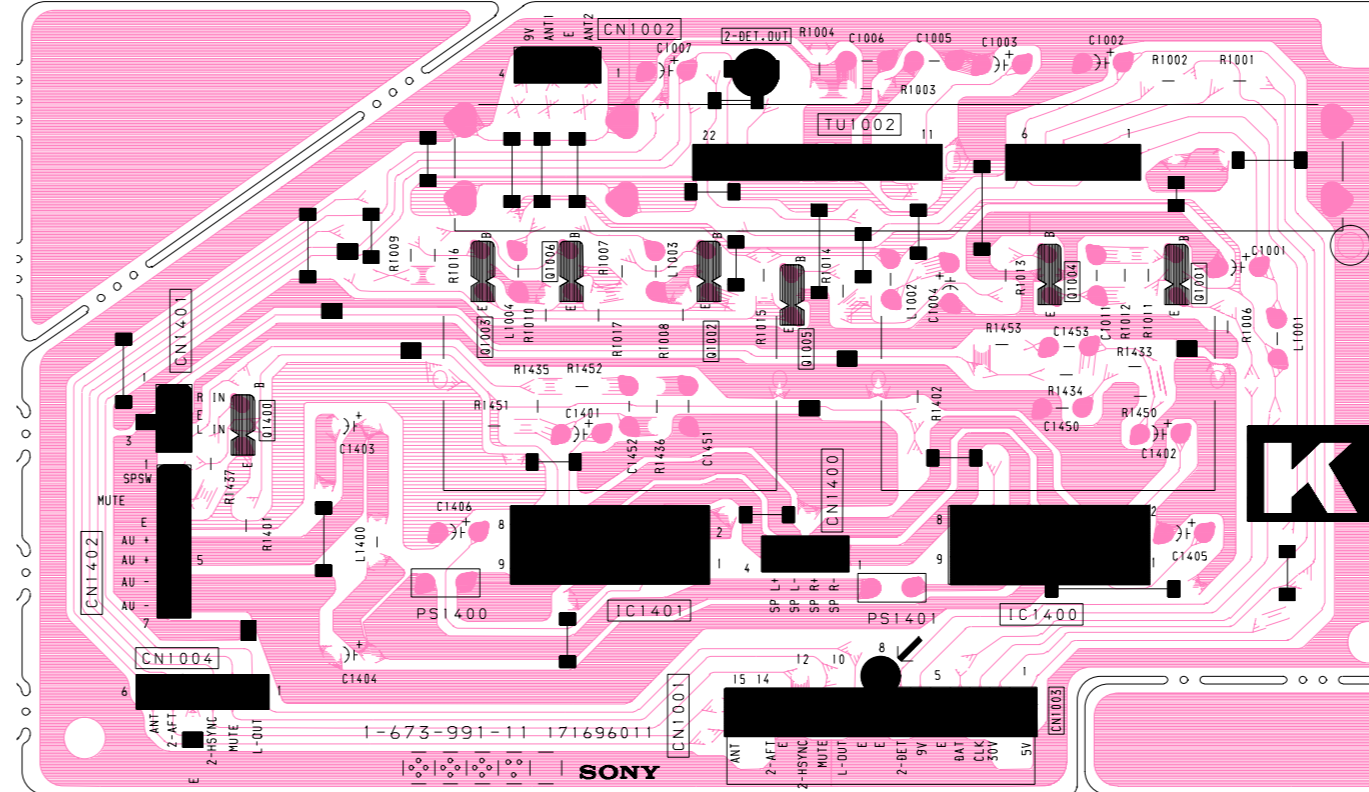 9V
ANT1
E
ANT2
CN1002
4
1
C1007
2-DET.OUT
R1004
C1006
C1005
C1003
C1002
R1002
R1001
R1003
TU1002
22
11
6
1
R1009
R1016
B
Q1006
B
R1007
L1003
B
B
R1014
R1013
B
Q1004
B
Q1001
C1001
E
Q1003
L1004
R1010
E
R1017
R1008
E
Q1002
R1015
E
Q1005
L1002
C1004
E
C1011
R1012
R1011
E
R1006
L1001
CN1401
1
R IN
E
L IN
3
B
Q1400
E
R1435
R1452
R1451
C1401
C1452
R1436
C1451
R1402
R1453
C1453
R1433
R1434
C1450
R1450
C1402
C1403
1
SPSW
MUTE
E
AU +
AU +
AU -
AU -
5
7
CN1402
R1437
R1401
L1400
C1406
8
9
2
1
CN1400
4
1
SP L+
SP L-
SP R+
SP R-
8
9
2
1
C1405
K
PS1400
IC1401
PS1401
IC1400
C1404
CN1004
6
1
ANT
2-AFT
E
2-HSYNC
MUTE
L-OUT
1-673-991-11 171696011
SONY
CN1001
15
14
12
10
8
5
1
CN1003
ANT
2-AFT
E
2-HSYNC
MUTE
L-OUT
E
E
2-DET
9V
E
BAT
CLK
30V
5V